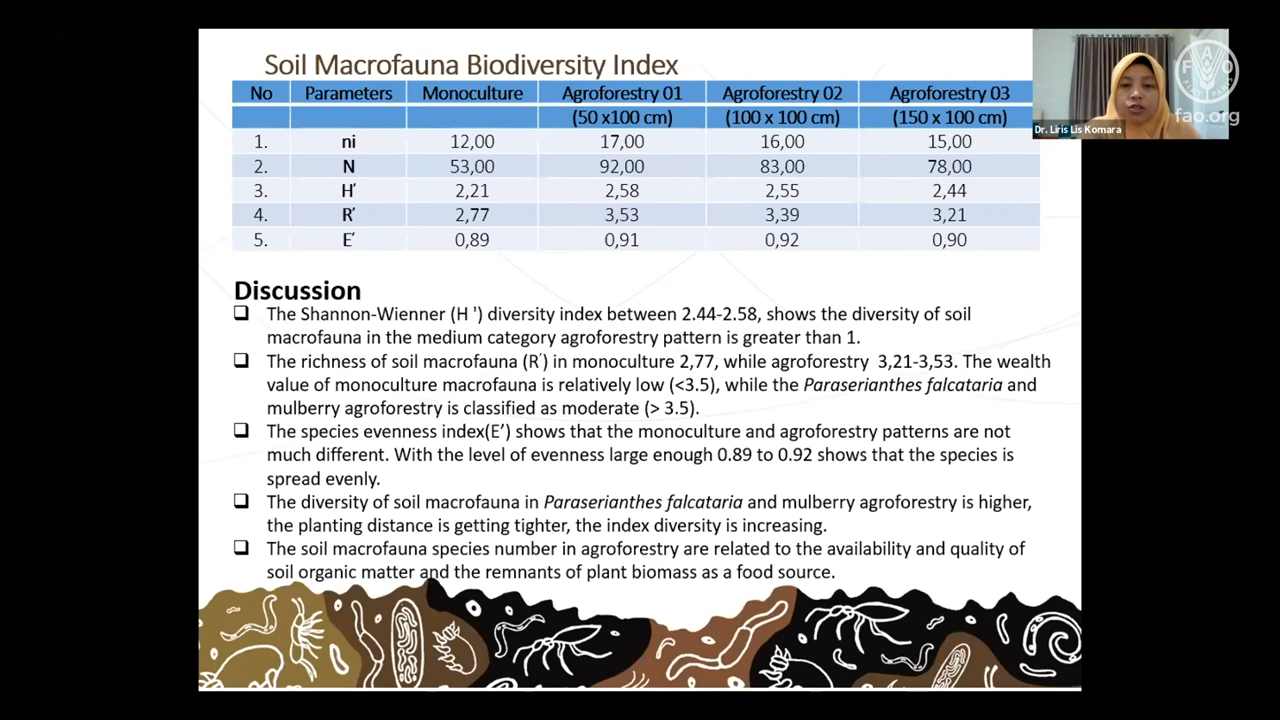 Soil Macrofauna Biodiversity Index
No Parameters Monoculture Agroforestry 01 Agroforestry 02 Agroforestry 03
(50 x100 cm) (100 x 100 cm) (150 x 100 cm)
1. ni 12,00 17,00 16,00 15,00
2. N 53,00 92,00 83,00 78,00
3. H’ 2,21 2,58 2,55 2,44
4. R’ 2,77 3,53 3,39 3,21
5. E’ 0,89 0,91 0,92 0,90
Discussion
❑ The Shannon-Wienner (H ') diversity index between 2.44-2.58, shows the diversity of soil
macrofauna in the medium category agroforestry pattern is greater than 1.
❑ The richness of soil macrofauna (R’) in monoculture 2,77, while agroforestry 3,21-3,53. The wealth
value of monoculture macrofauna is relatively low (<3.5), while the Paraserianthes falcataria and
mulberry agroforestry is classified as moderate (> 3.5).
❑ The species evenness index(E’) shows that the monoculture and agroforestry patterns are not
much different. With the level of evenness large enough 0.89 to 0.92 shows that the species is
spread evenly.
❑ The diversity of soil macrofauna in Paraserianthes falcataria and mulberry agroforestry is higher,
the planting distance is getting tighter, the index diversity is increasing.
❑ The soil macrofauna species number in agroforestry are related to the availability and quality of
soil organic matter and the remnants of plant biomass as a food source.
Dr. Liris Lis Komara
F A O
fao.org